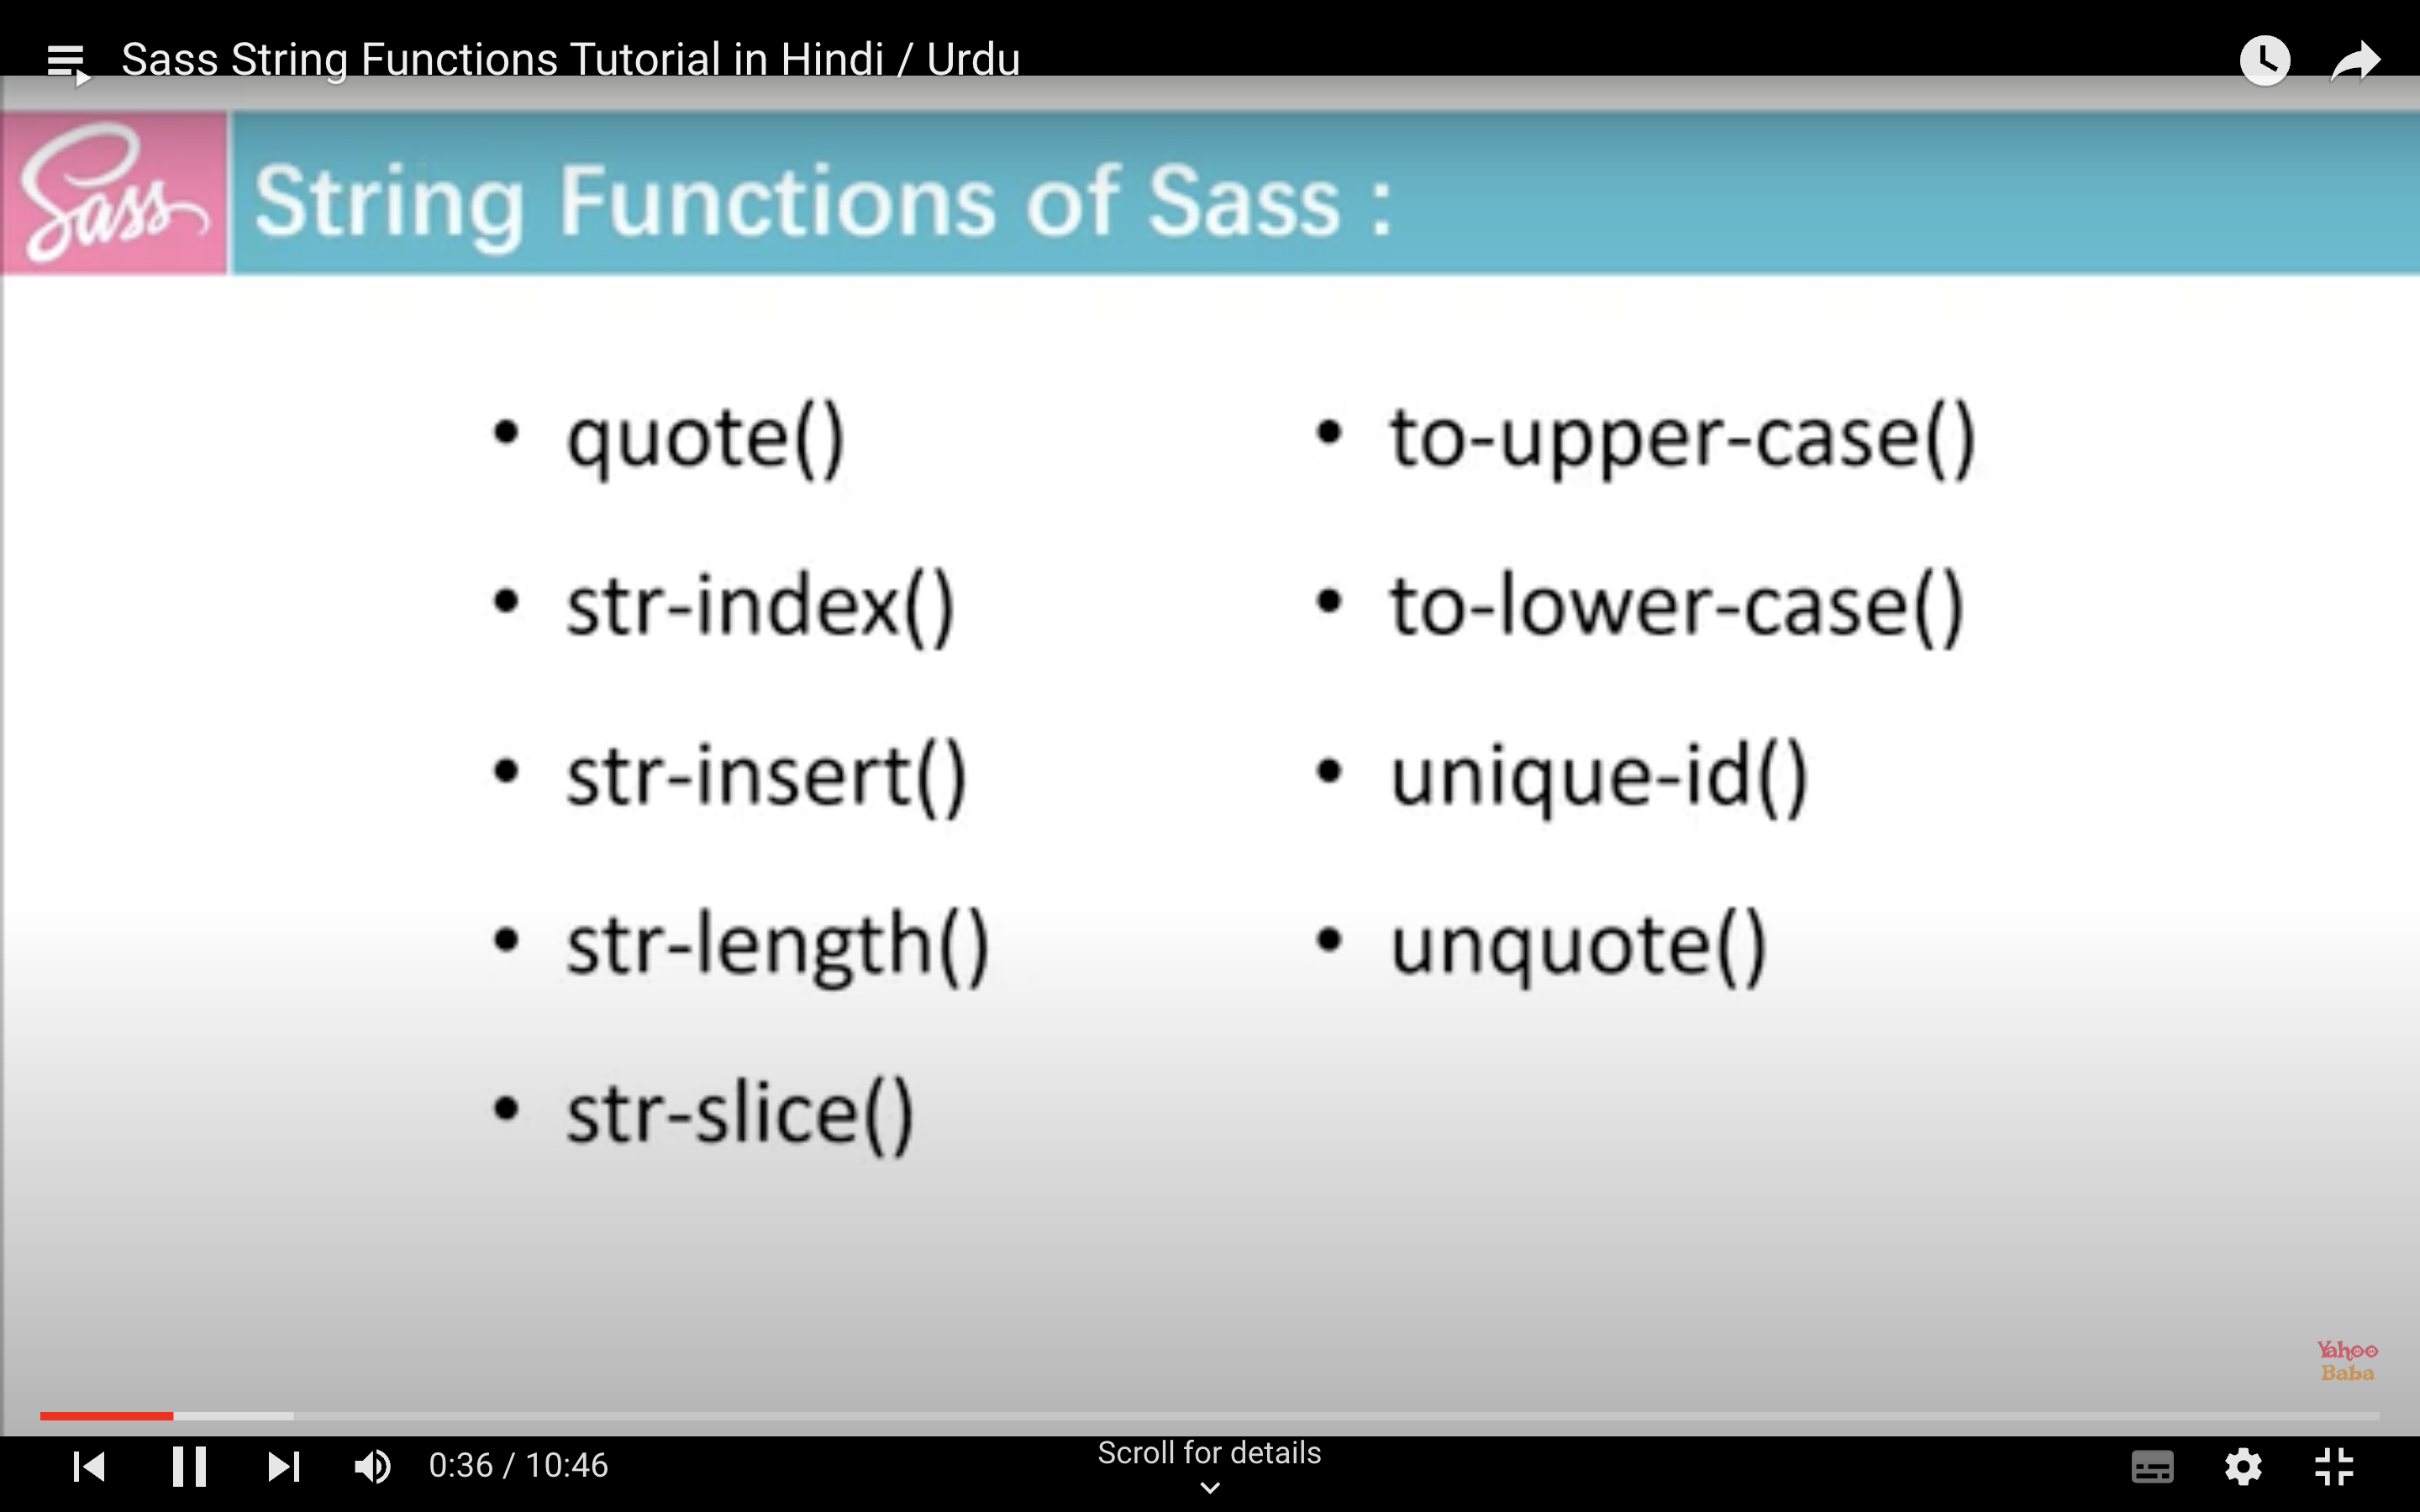 Sass String Functions Tutorial in Hindi / Urdu
Sass
String Functions of Sass :
• quote()
• str-index()
• str-insert()
• str-length()
• str-slice()
• to-upper-case()
• to-lower-case()
• unique-id()
• unquote()
Yahoo
Baba
0:36 / 10:46
Scroll for details